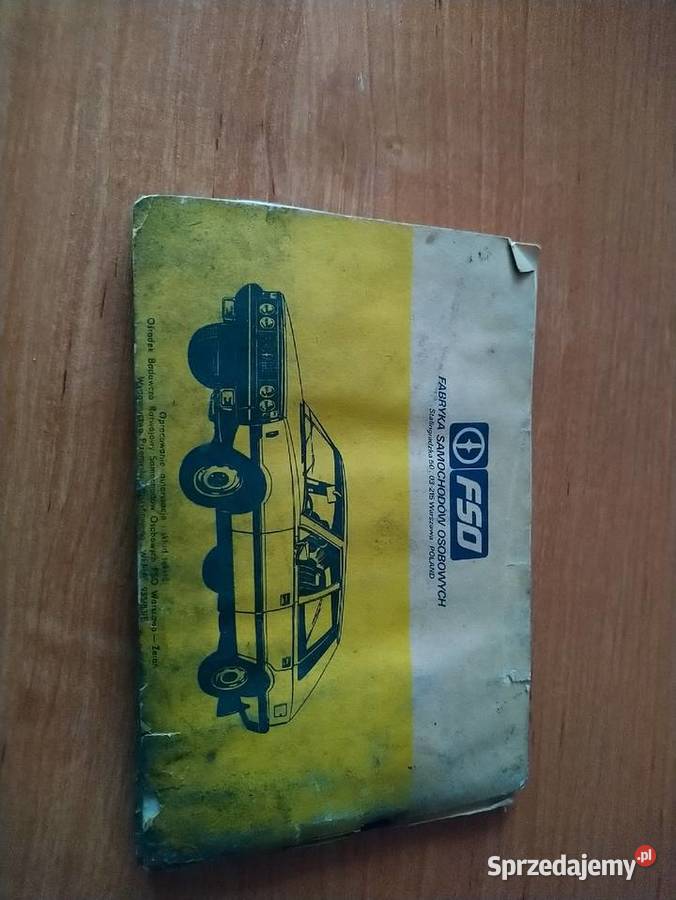 FSO
FABRYKA SAMOCHODÓW OSOBOWYCH
Stalingradzka 50, 03-215 Warszawa POLAND
Opracowanie autoryzacja
Ośrodek Badawczo Rozwojowy Samochodów Osobowych FSO Warszawa — Żerań
Sprzedajemy.pl